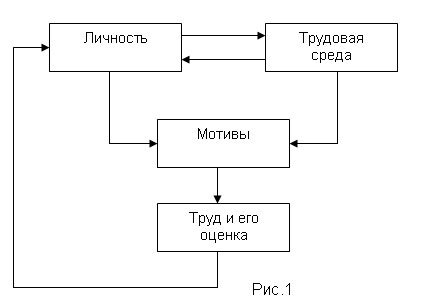 Личность
Трудовая
среда
Мотивы
Труд и его
оценка
Рис.1